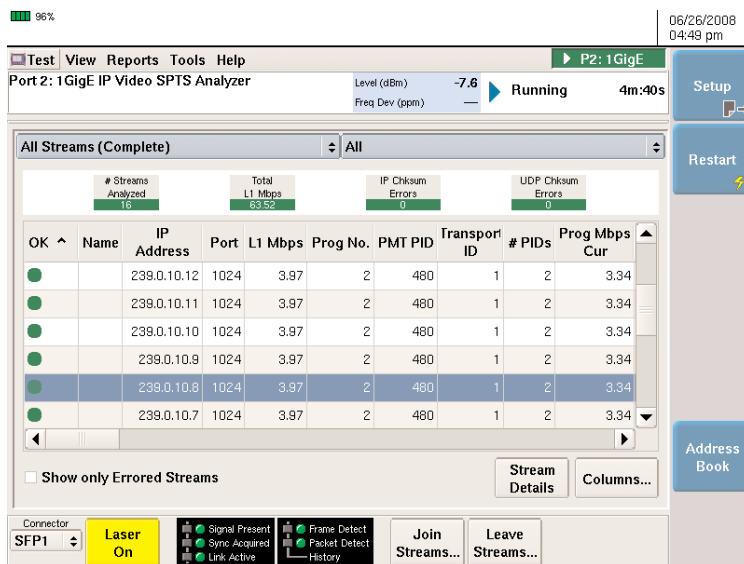 96%
06/26/2008
04:49 pm
Test View Reports Tools Help
P2: 1GigE
Port 2: 1GigE IP Video SPTS Analyzer
Level (dBm) -7.6
Freq Dev (ppm) —
Running 4m:40s
Setup
Restart
All Streams (Complete) All
# Streams Analyzed 16
Total L1 Mbps 63.52
IP Chksum Errors 0
UDP Chksum Errors 0
OK Name IP Address Port L1 Mbps Prog No. PMT PID Transport ID # PIDs Prog Mbps Cur
239.0.10.12 1024 3.97 2 480 1 2 3.34
239.0.10.11 1024 3.97 2 480 1 2 3.34
239.0.10.10 1024 3.97 2 480 1 2 3.34
239.0.10.9 1024 3.97 2 480 1 2 3.34
239.0.10.8 1024 3.97 2 480 1 2 3.34
239.0.10.7 1024 3.97 2 480 1 2 3.34
Address Book
Show only Errored Streams
Stream Details
Columns...
Connector
SFP1
Laser On
Signal Present
Sync Acquired
Link Active
Frame Detect
Packet Detect
History
Join Streams...
Leave Streams...